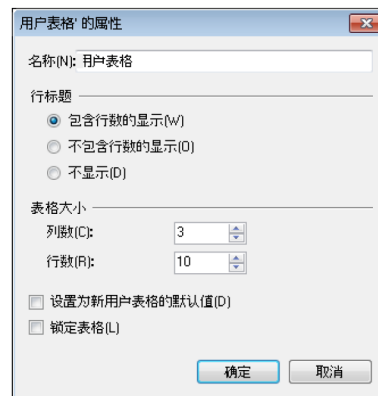 用户表格' 的属性
名称(N): 用户表格
行标题
包含行数的显示(W)
不包含行数的显示(O)
不显示(D)
表格大小
列数(C): 3
行数(R): 10
设置为新用户表格的默认值(D)
锁定表格(L)
确定 取消